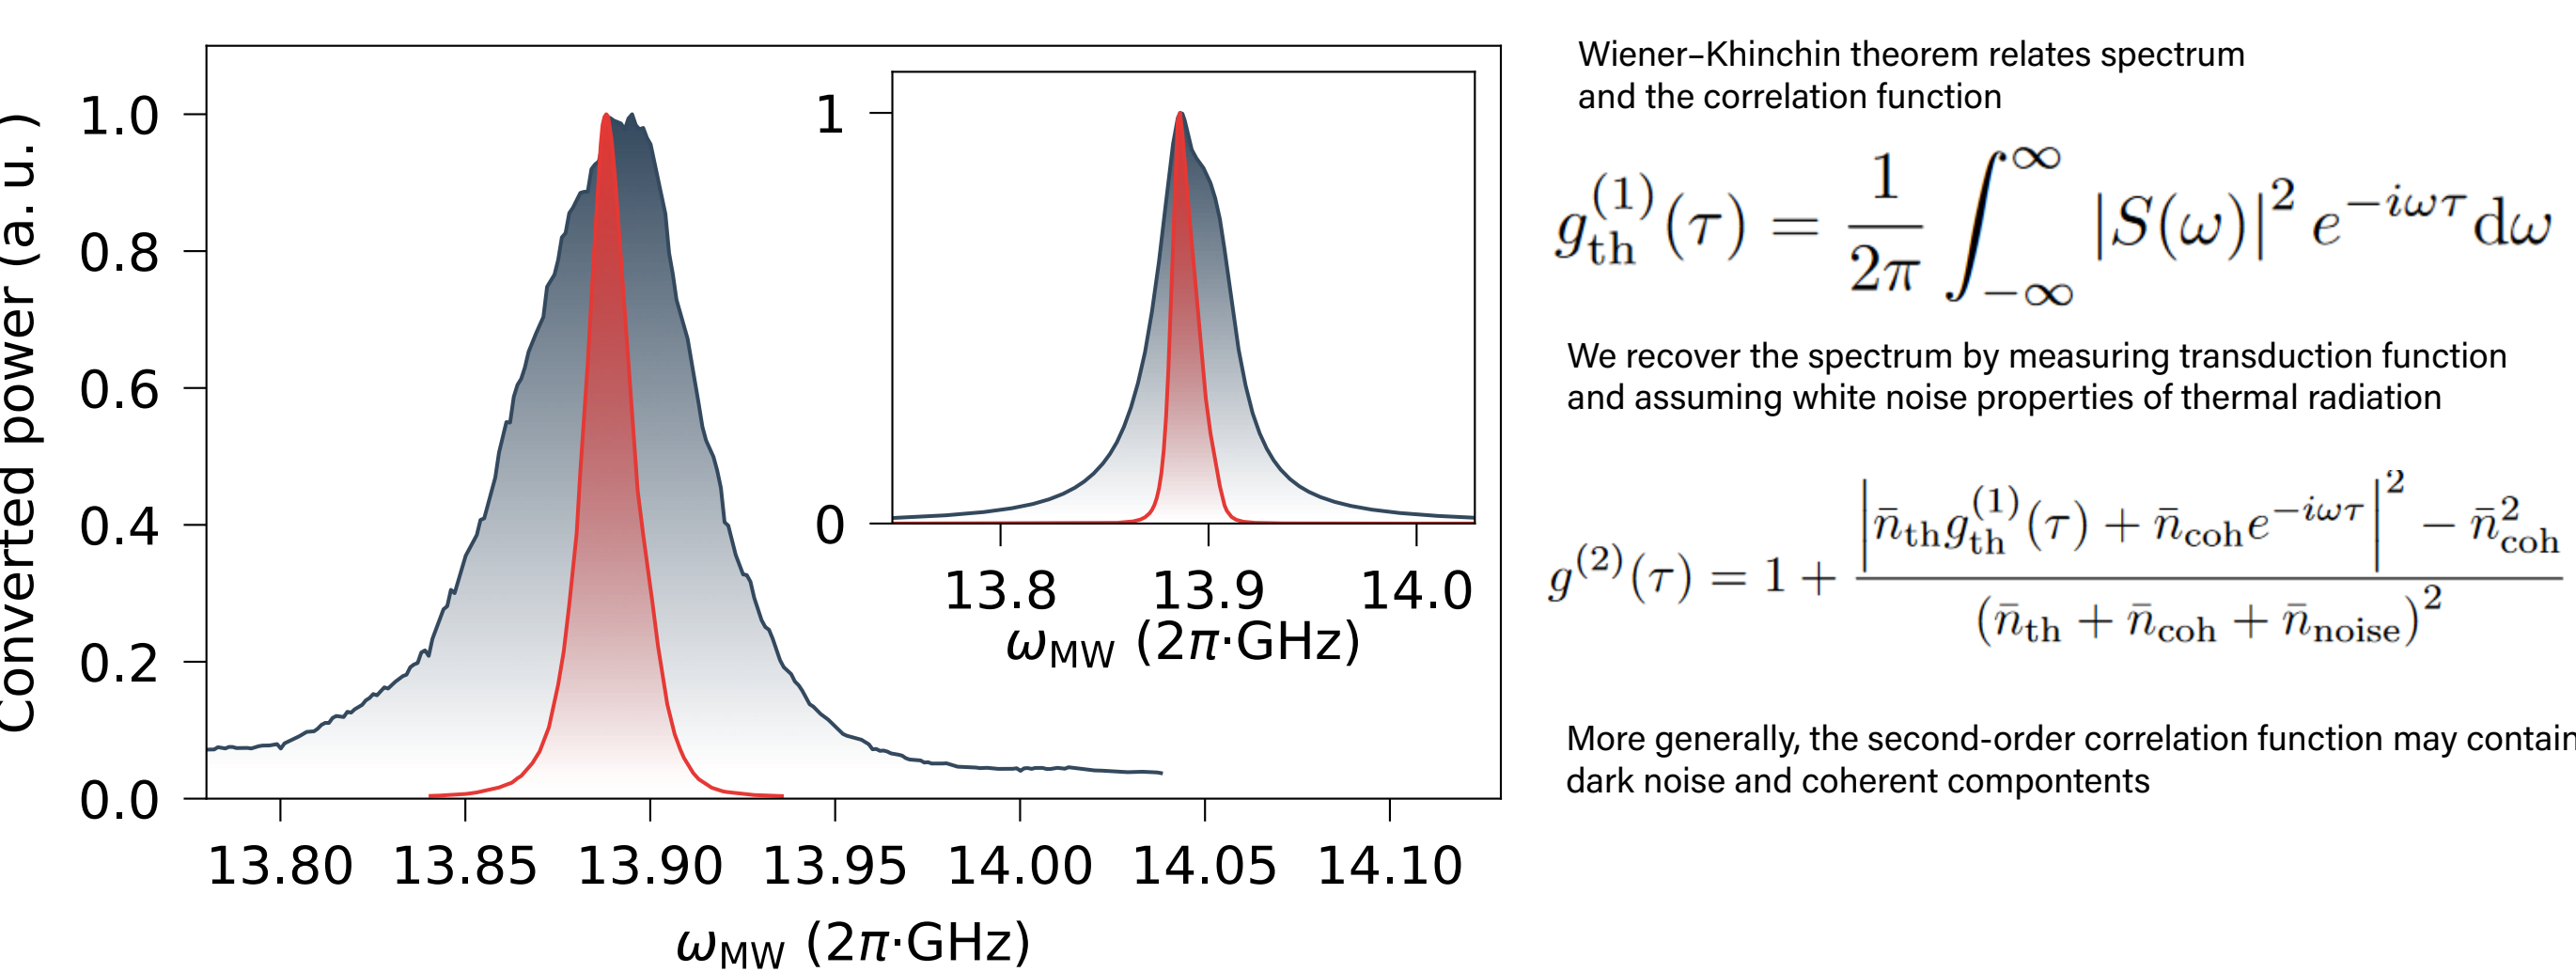 Converted power (a. u.)
1.0
0.8
0.6
0.4
0.2
0.0
13.80 13.85 13.90 13.95 14.00 14.05 14.10
ω_MW (2π·GHz)
1
0
13.8 13.9 14.0
ω_MW (2π·GHz)
Wiener–Khinchin theorem relates spectrum
and the correlation function
g_th^(1)(τ) = 1/2π ∫_−∞^∞ |S(ω)|² e^−iωτ dω
We recover the spectrum by measuring transduction function
and assuming white noise properties of thermal radiation
g^(2)(τ) = 1 + (|n̄_th g_th^(1)(τ) + n̄_coh e^−iωτ|² − n̄²_coh) / (n̄_th + n̄_coh + n̄_noise)²
More generally, the second-order correlation function may contain
dark noise and coherent compontents